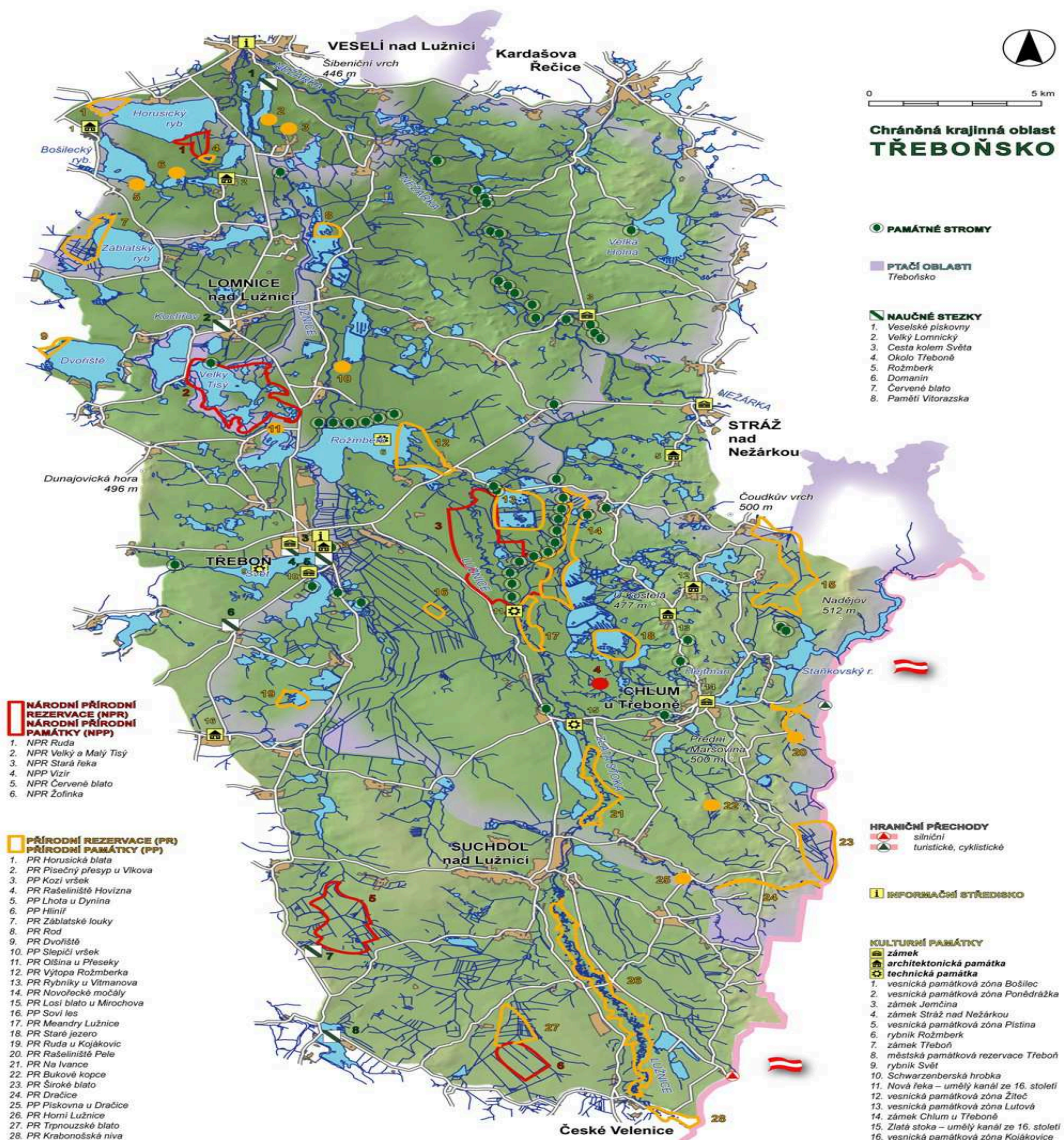 VESELÍ nad Lužnicí
Šibeniční vrch
446 m
Kardašova
Řečice
0 5 km
Chráněná krajinná oblast
TŘEBOŇSKO
Horusický
ryb.
Bošilecký
ryb.
Záblatský
ryb.
LOMNICE
nad Lužnicí
LUŽNICE
NEŽÁRKA
Velká
Holná
Dvořiště
Velký
Tisý
Rožmberk
NEŽÁRKA
STRÁŽ
nad
Nežárkou
Dunajovická hora
496 m
Čoudkův vrch
500 m
TŘEBOŇ
Svět
LUŽNICE
U kostela
477 m
Nadějov
512 m
Hejtman
Staňkovský r.
CHLUM
u Třeboně
Přední
Maršovina
500 m
SUCHDOL
nad Lužnicí
LUŽNICE
České Velenice
PAMÁTNÉ STROMY
PTAČÍ OBLASTI
Třeboňsko
NAUČNÉ STEZKY
1. Veselské pískovny
2. Velký Lomnický
3. Cesta kolem Světa
4. Okolo Třeboně
5. Rožmberk
6. Domanín
7. Červené blato
8. Paměti Vitorazska
NÁRODNÍ PŘÍRODNÍ
REZERVACE (NPR)
NÁRODNÍ PŘÍRODNÍ
PAMÁTKY (NPP)
1. NPR Ruda
2. NPR Velký a Malý Tisý
3. NPR Stará řeka
4. NPP Vizír
5. NPR Červené blato
6. NPR Žofinka
PŘÍRODNÍ REZERVACE (PR)
PŘÍRODNÍ PAMÁTKY (PP)
1. PR Horusická blata
2. PR Písečný přesyp u Vlkova
3. PP Kozí vršek
4. PR Rašeliniště Hovízna
5. PP Lhota u Dynína
6. PP Hliníř
7. PR Záblatské louky
8. PR Rod
9. PR Dvořiště
10. PP Slepičí vršek
11. PR Olšina u Přeseky
12. PR Výtopa Rožmberka
13. PR Rybníky u Vitmanova
14. PR Novořecké močály
15. PR Losí blato u Mirochova
16. PP Soví les
17. PR Meandry Lužnice
18. PR Staré jezero
19. PR Ruda u Kojákovic
20. PR Rašeliniště Pele
21. PR Na Ivance
22. PR Bukové kopce
23. PR Široké blato
24. PR Dračice
25. PP Pískovna u Dračice
26. PR Horní Lužnice
27. PR Trpnouzské blato
28. PR Krabonošská niva
HRANIČNÍ PŘECHODY
silniční
turistické, cyklistické
INFORMAČNÍ STŘEDISKO
KULTURNÍ PAMÁTKY
zámek
architektonická památka
technická památka
1. vesnická památková zóna Bošilec
2. vesnická památková zóna Ponědrážka
3. zámek Jemčina
4. zámek Stráž nad Nežárkou
5. vesnická památková zóna Pístina
6. rybník Rožmberk
7. zámek Třeboň
8. městská památková rezervace Třeboň
9. rybník Svět
10. Schwarzenberská hrobka
11. Nová řeka – umělý kanál ze 16. století
12. vesnická památková zóna Žíteč
13. vesnická památková zóna Lutová
14. zámek Chlum u Třeboně
15. Zlatá stoka – umělý kanál ze 16. století
16. vesnická památková zóna Kojákovice